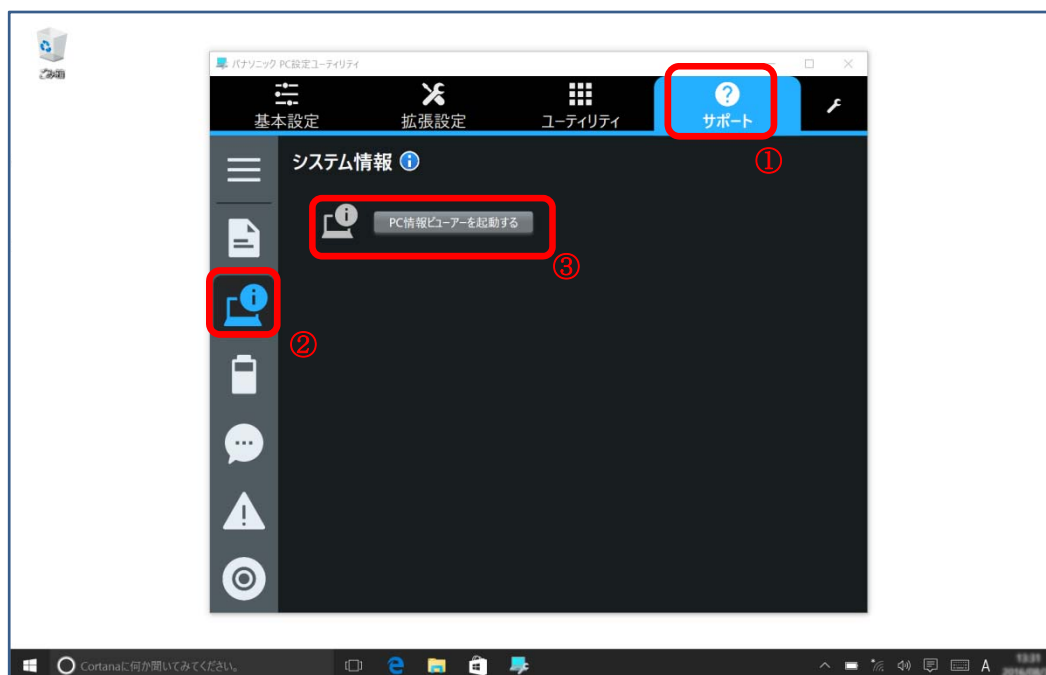 ごみ箱
パナソニック PC設定ユーティリティ
基本設定
拡張設定
ユーティリティ
サポート
①
システム情報
PC情報ビューアーを起動する
③
②
Cortanaに何か聞いてみてください。
A
13:31